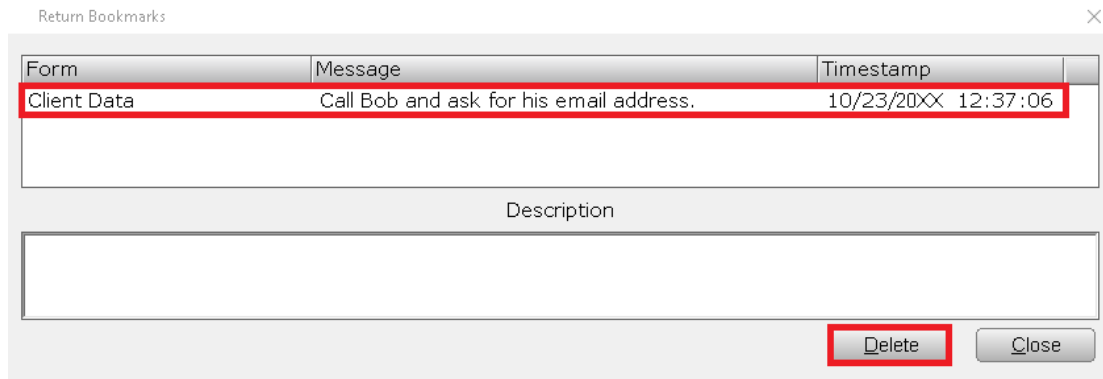 Return Bookmarks
Form Message Timestamp
Client Data Call Bob and ask for his email address. 10/23/20XX 12:37:06
Description
Delete Close